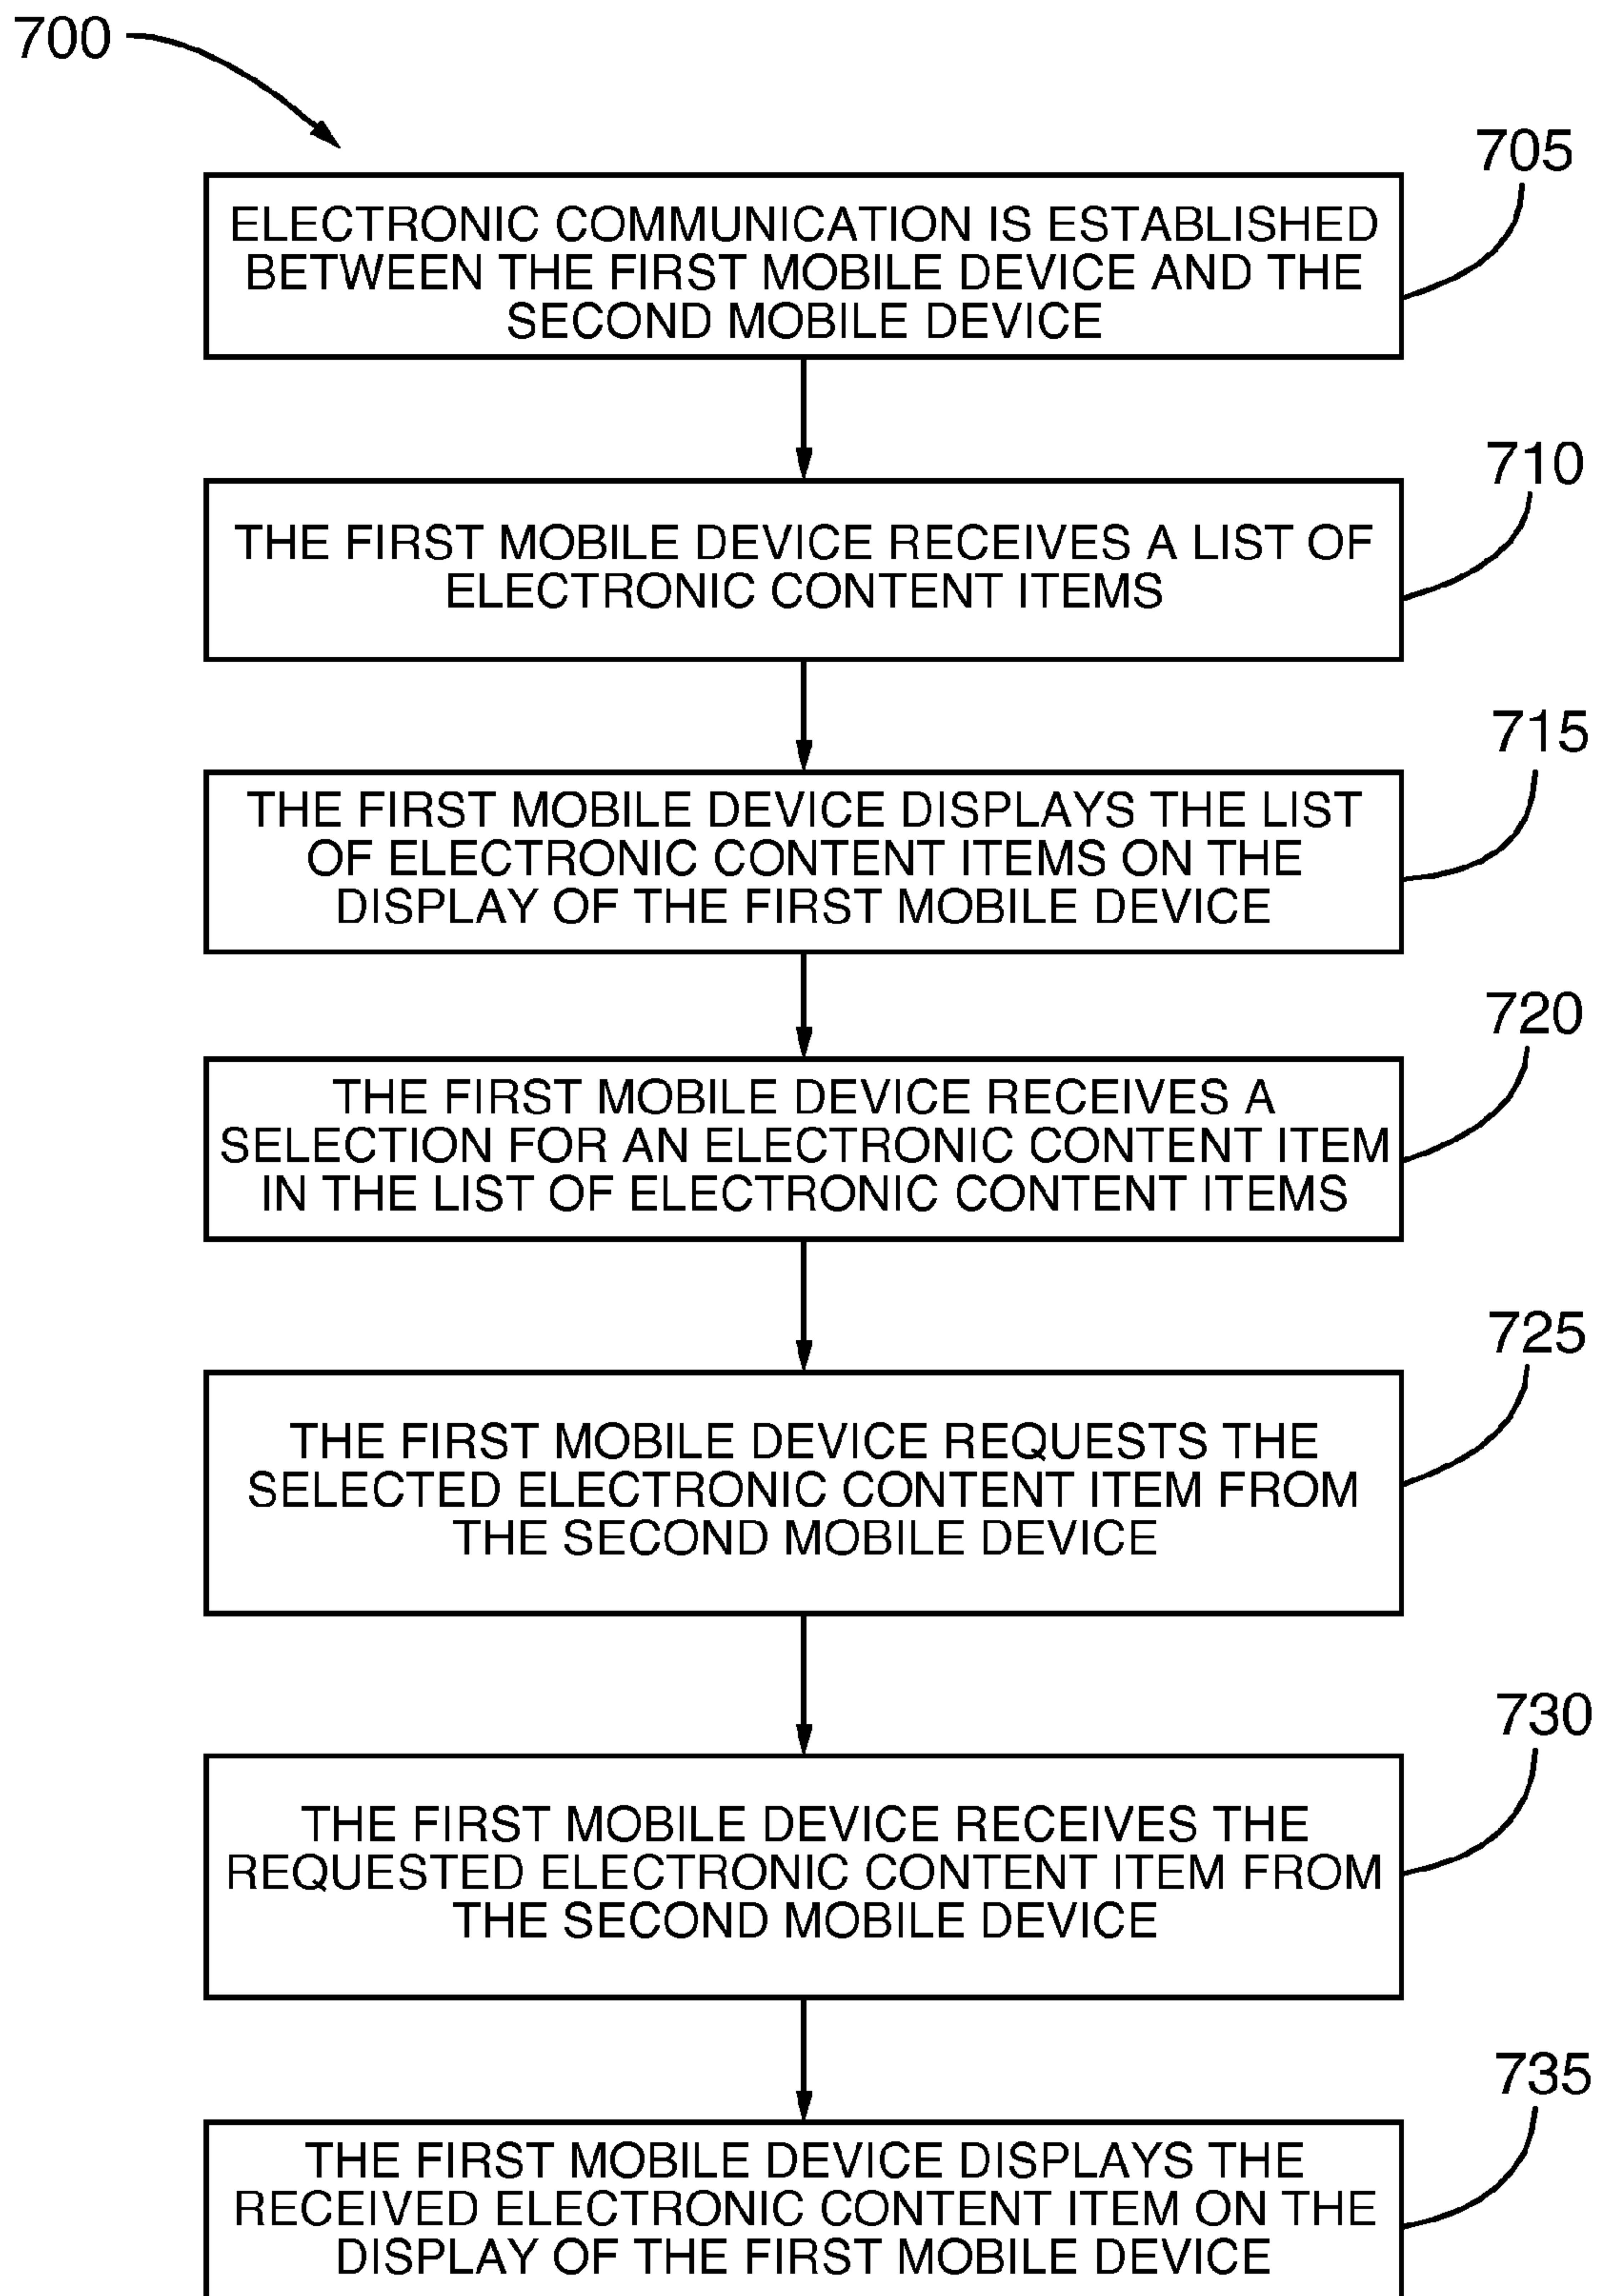 700
705
ELECTRONIC COMMUNICATION IS ESTABLISHED
BETWEEN THE FIRST MOBILE DEVICE AND THE
SECOND MOBILE DEVICE
710
THE FIRST MOBILE DEVICE RECEIVES A LIST OF
ELECTRONIC CONTENT ITEMS
715
THE FIRST MOBILE DEVICE DISPLAYS THE LIST
OF ELECTRONIC CONTENT ITEMS ON THE
DISPLAY OF THE FIRST MOBILE DEVICE
720
THE FIRST MOBILE DEVICE RECEIVES A
SELECTION FOR AN ELECTRONIC CONTENT ITEM
IN THE LIST OF ELECTRONIC CONTENT ITEMS
725
THE FIRST MOBILE DEVICE REQUESTS THE
SELECTED ELECTRONIC CONTENT ITEM FROM
THE SECOND MOBILE DEVICE
730
THE FIRST MOBILE DEVICE RECEIVES THE
REQUESTED ELECTRONIC CONTENT ITEM FROM
THE SECOND MOBILE DEVICE
735
THE FIRST MOBILE DEVICE DISPLAYS THE
RECEIVED ELECTRONIC CONTENT ITEM ON THE
DISPLAY OF THE FIRST MOBILE DEVICE